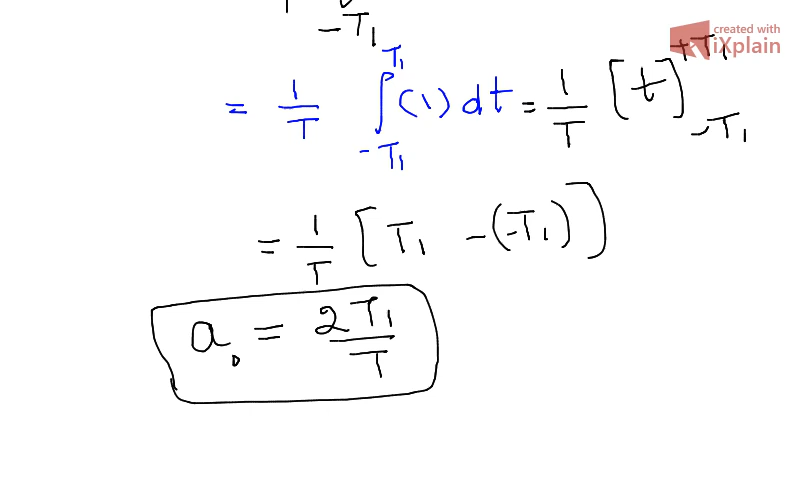 -T₁
created with
iXplain
= 1/T ∫_{-T₁}^{T₁} (1) dt = 1/T [t]_{-T₁}^{+T₁}
= 1/T [T₁ -(-T₁)]
a₀ = 2T₁/T